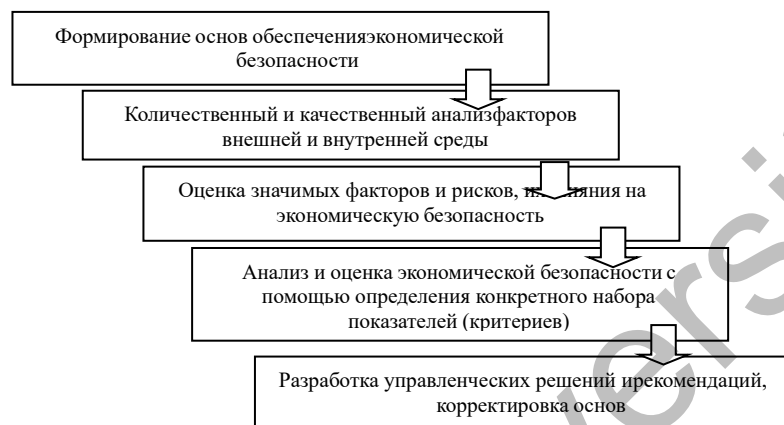 Формирование основ обеспеченияэкономической
безопасности
Количественный и качественный анализфакторов
внешней и внутренней среды
Оценка значимых факторов и рисков, на
экономическую безопасность
Анализ и оценка экономической безопасности с
помощью определения конкретного набора
показателей (критериев)
Разработка управленческих решений ирекомендаций,
корректировка основ